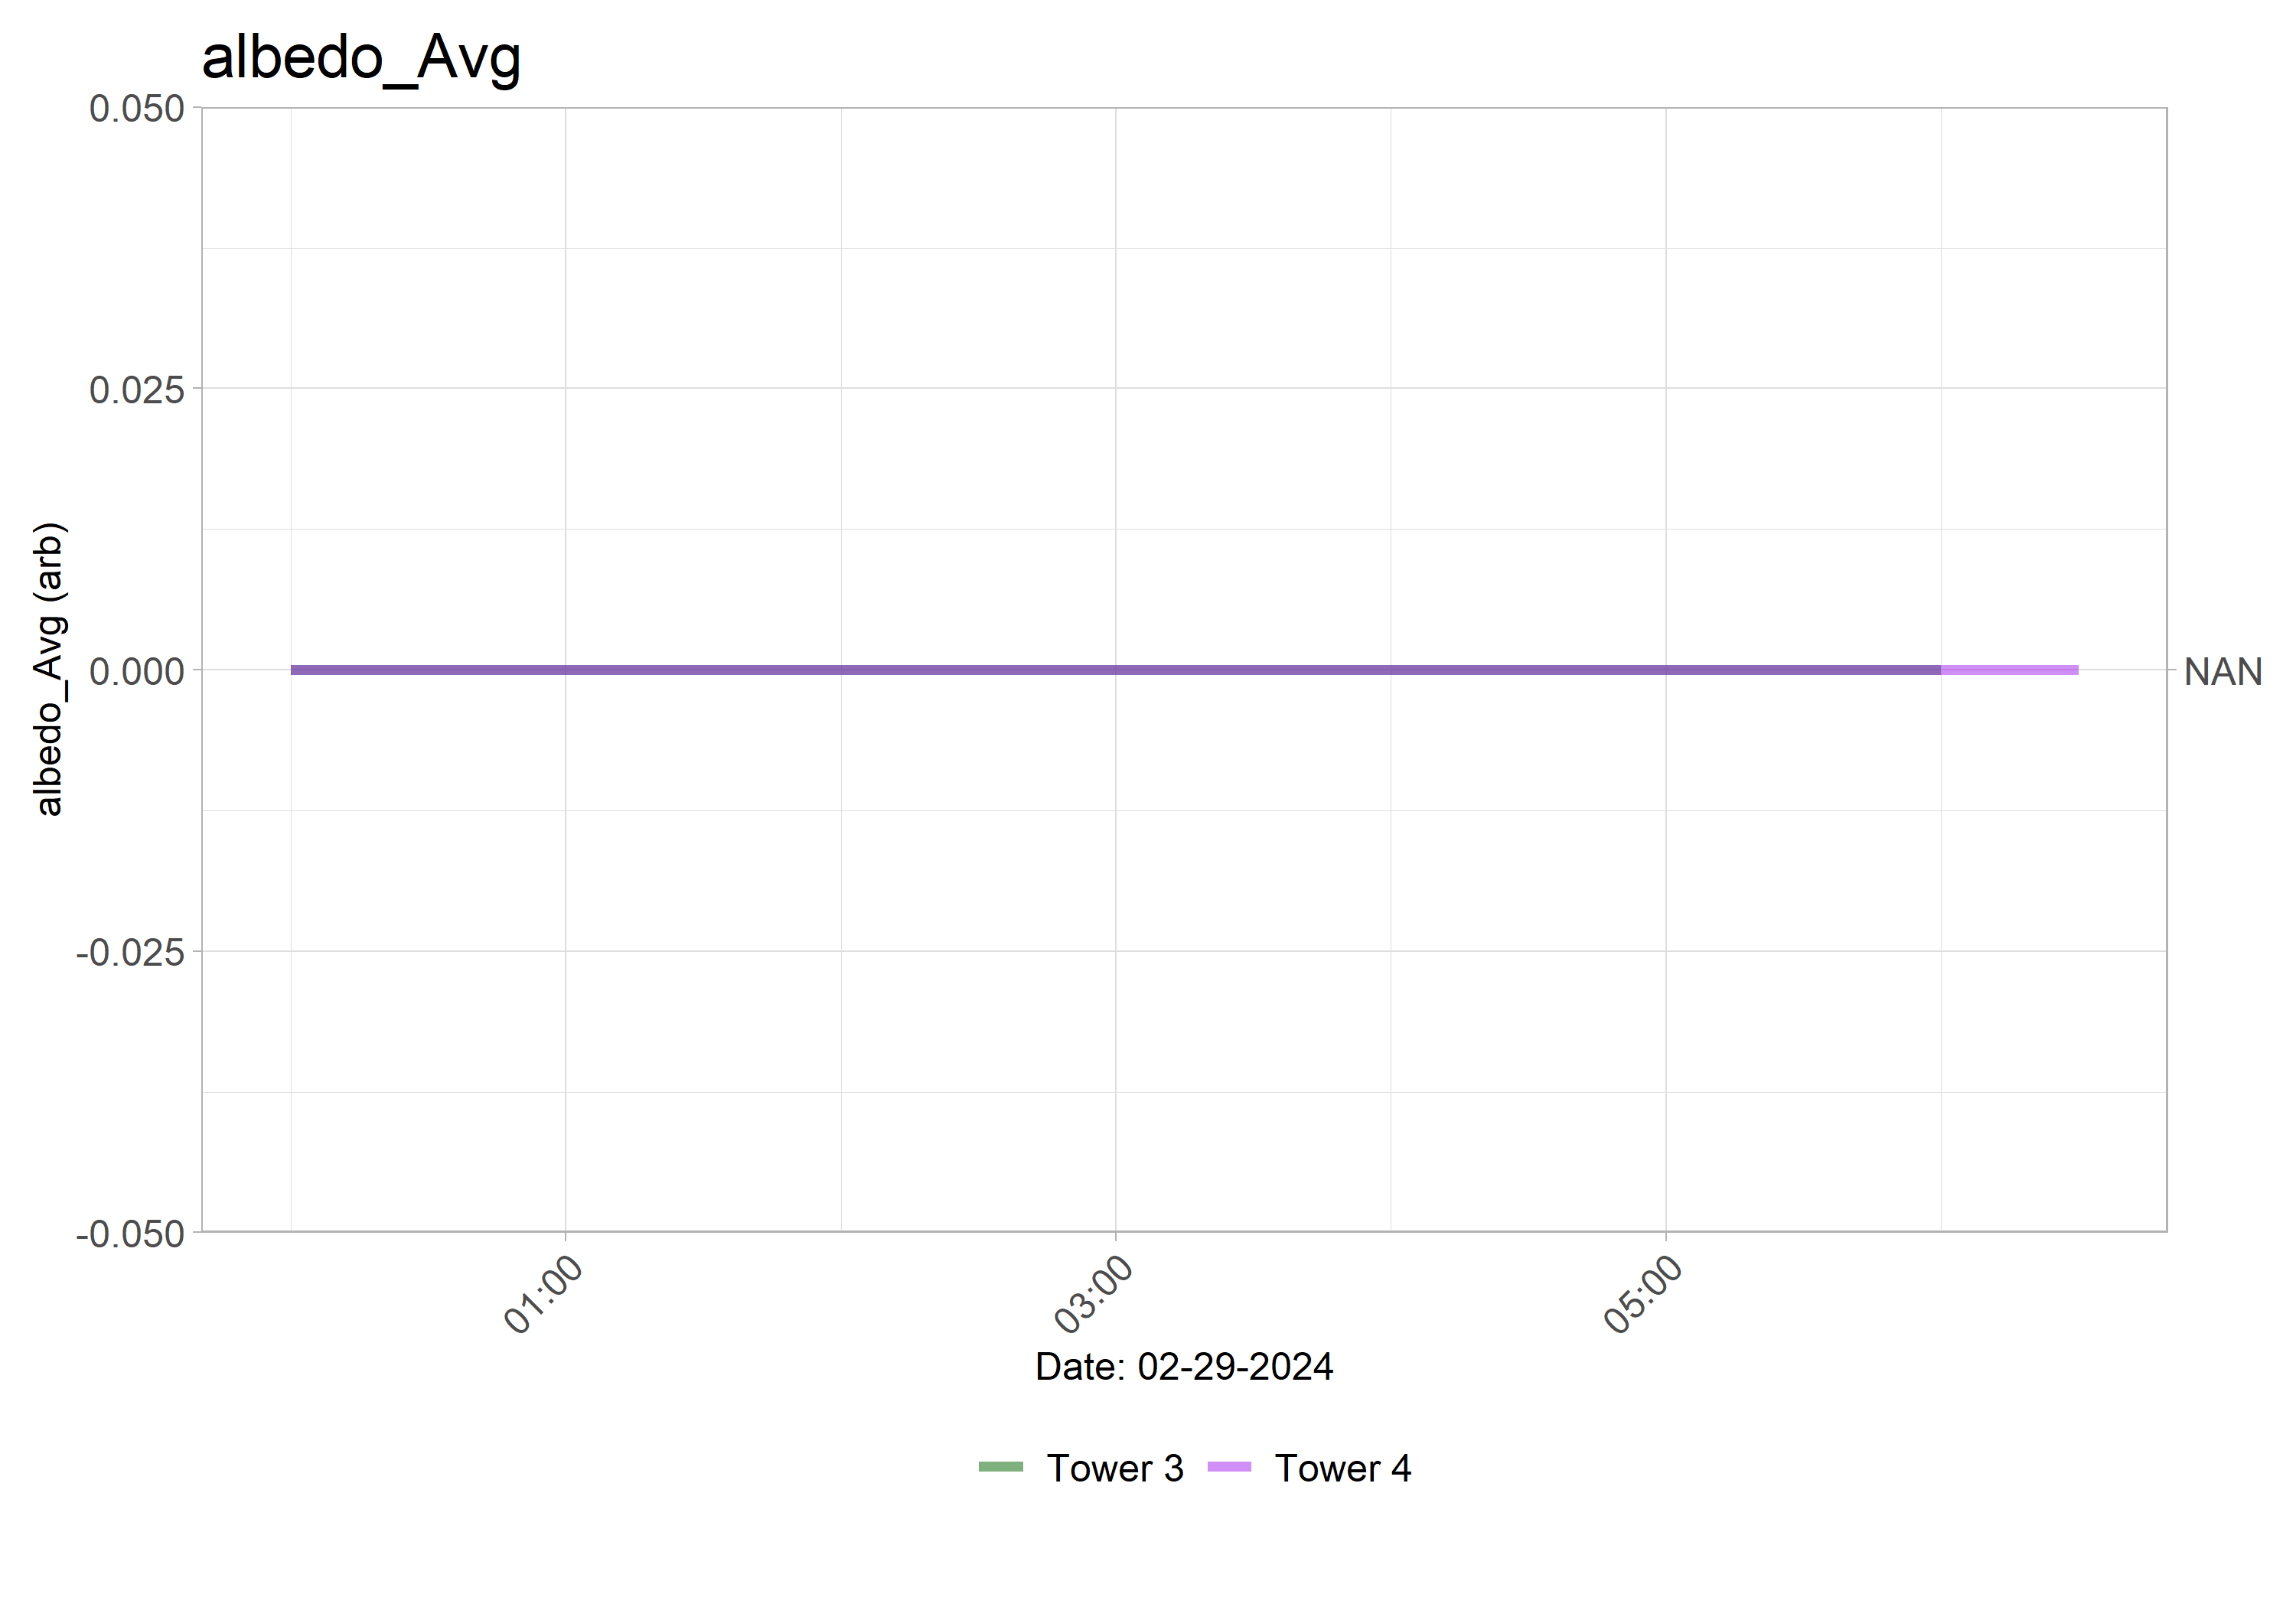 albedo_Avg
0.050
0.025
0.000
-0.025
-0.050
albedo_Avg (arb)
NAN
01:00
03:00
05:00
Date: 02-29-2024
Tower 3
Tower 4